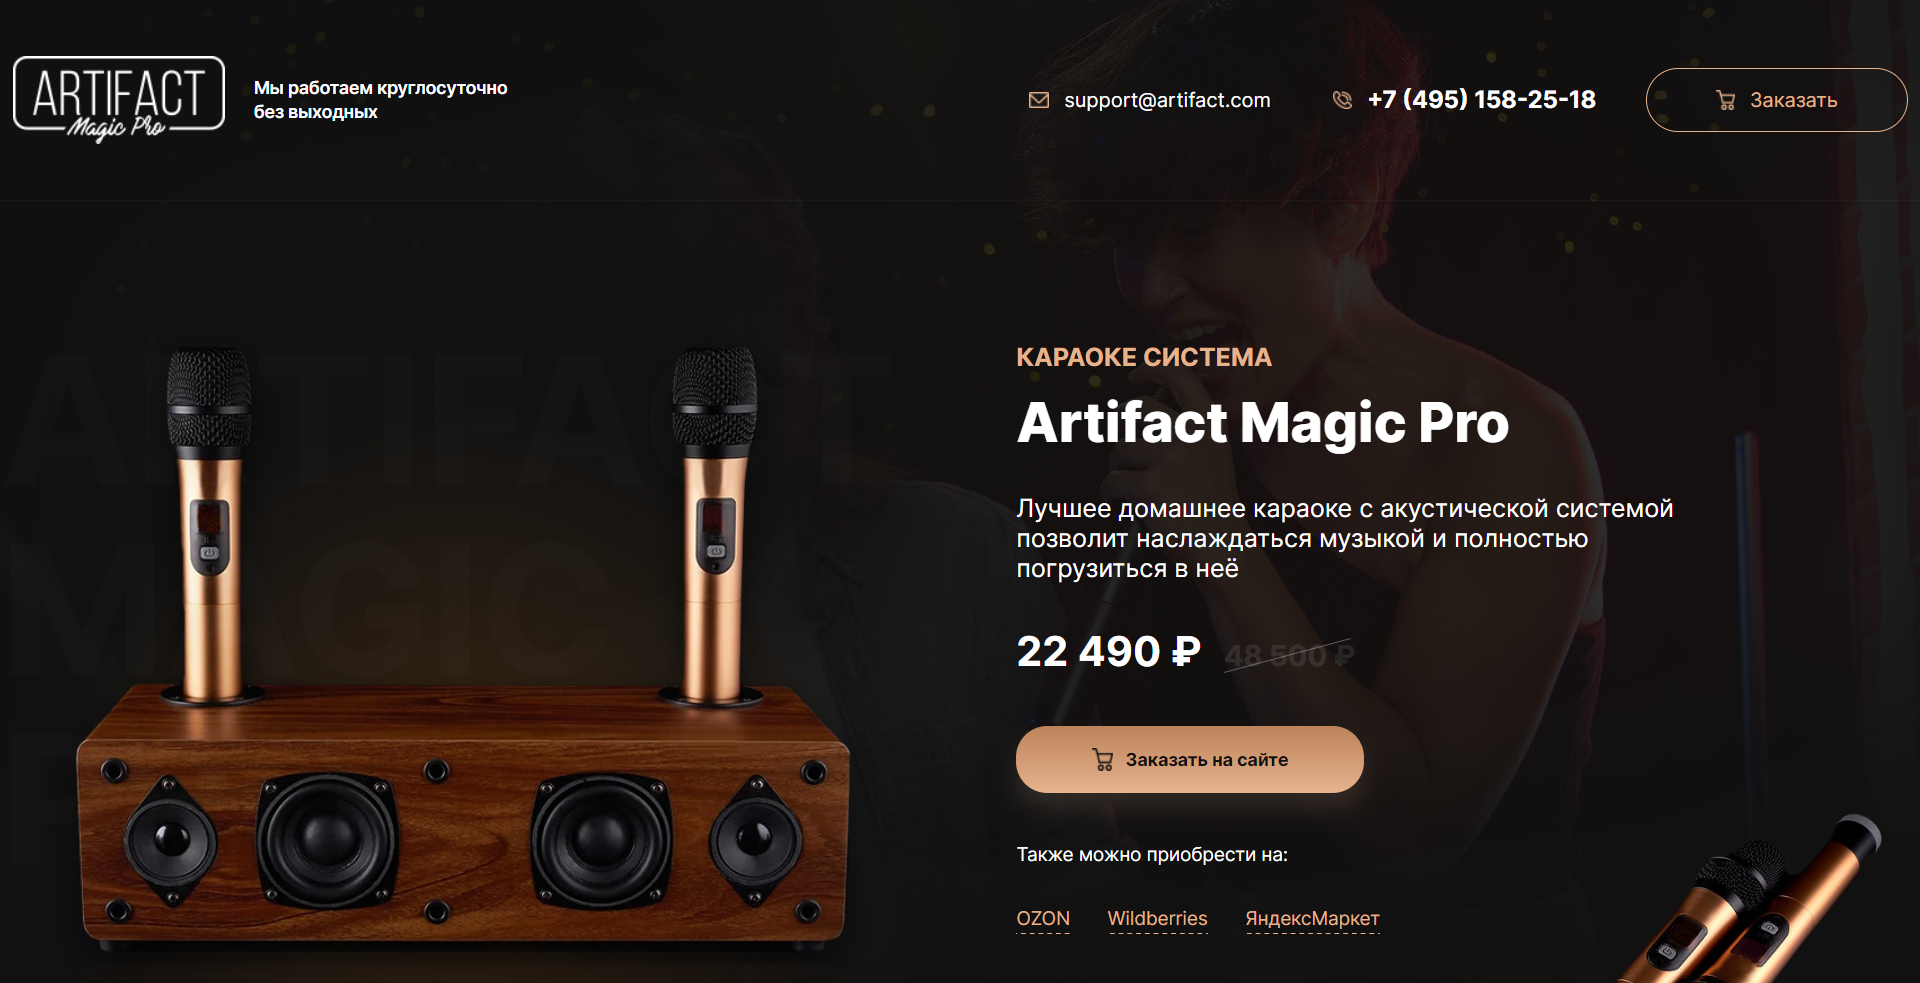 ARTIFACT
Magic Pro
Мы работаем круглосуточно
без выходных
support@artifact.com
+7 (495) 158-25-18
Заказать
ARTIFACT
MAGIC
P
КАРАОКЕ СИСТЕМА
Artifact Magic Pro
Лучшее домашнее караоке с акустической системой
позволит наслаждаться музыкой и полностью
погрузиться в неё
22 490 ₽ 48 500 ₽
Заказать на сайте
Также можно приобрести на:
OZON Wildberries ЯндексМаркет